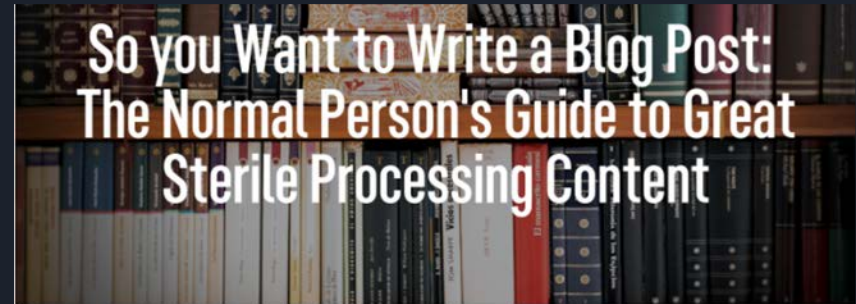 So you Want to Write a Blog Post:
The Normal Person's Guide to Great
Sterile Processing Content